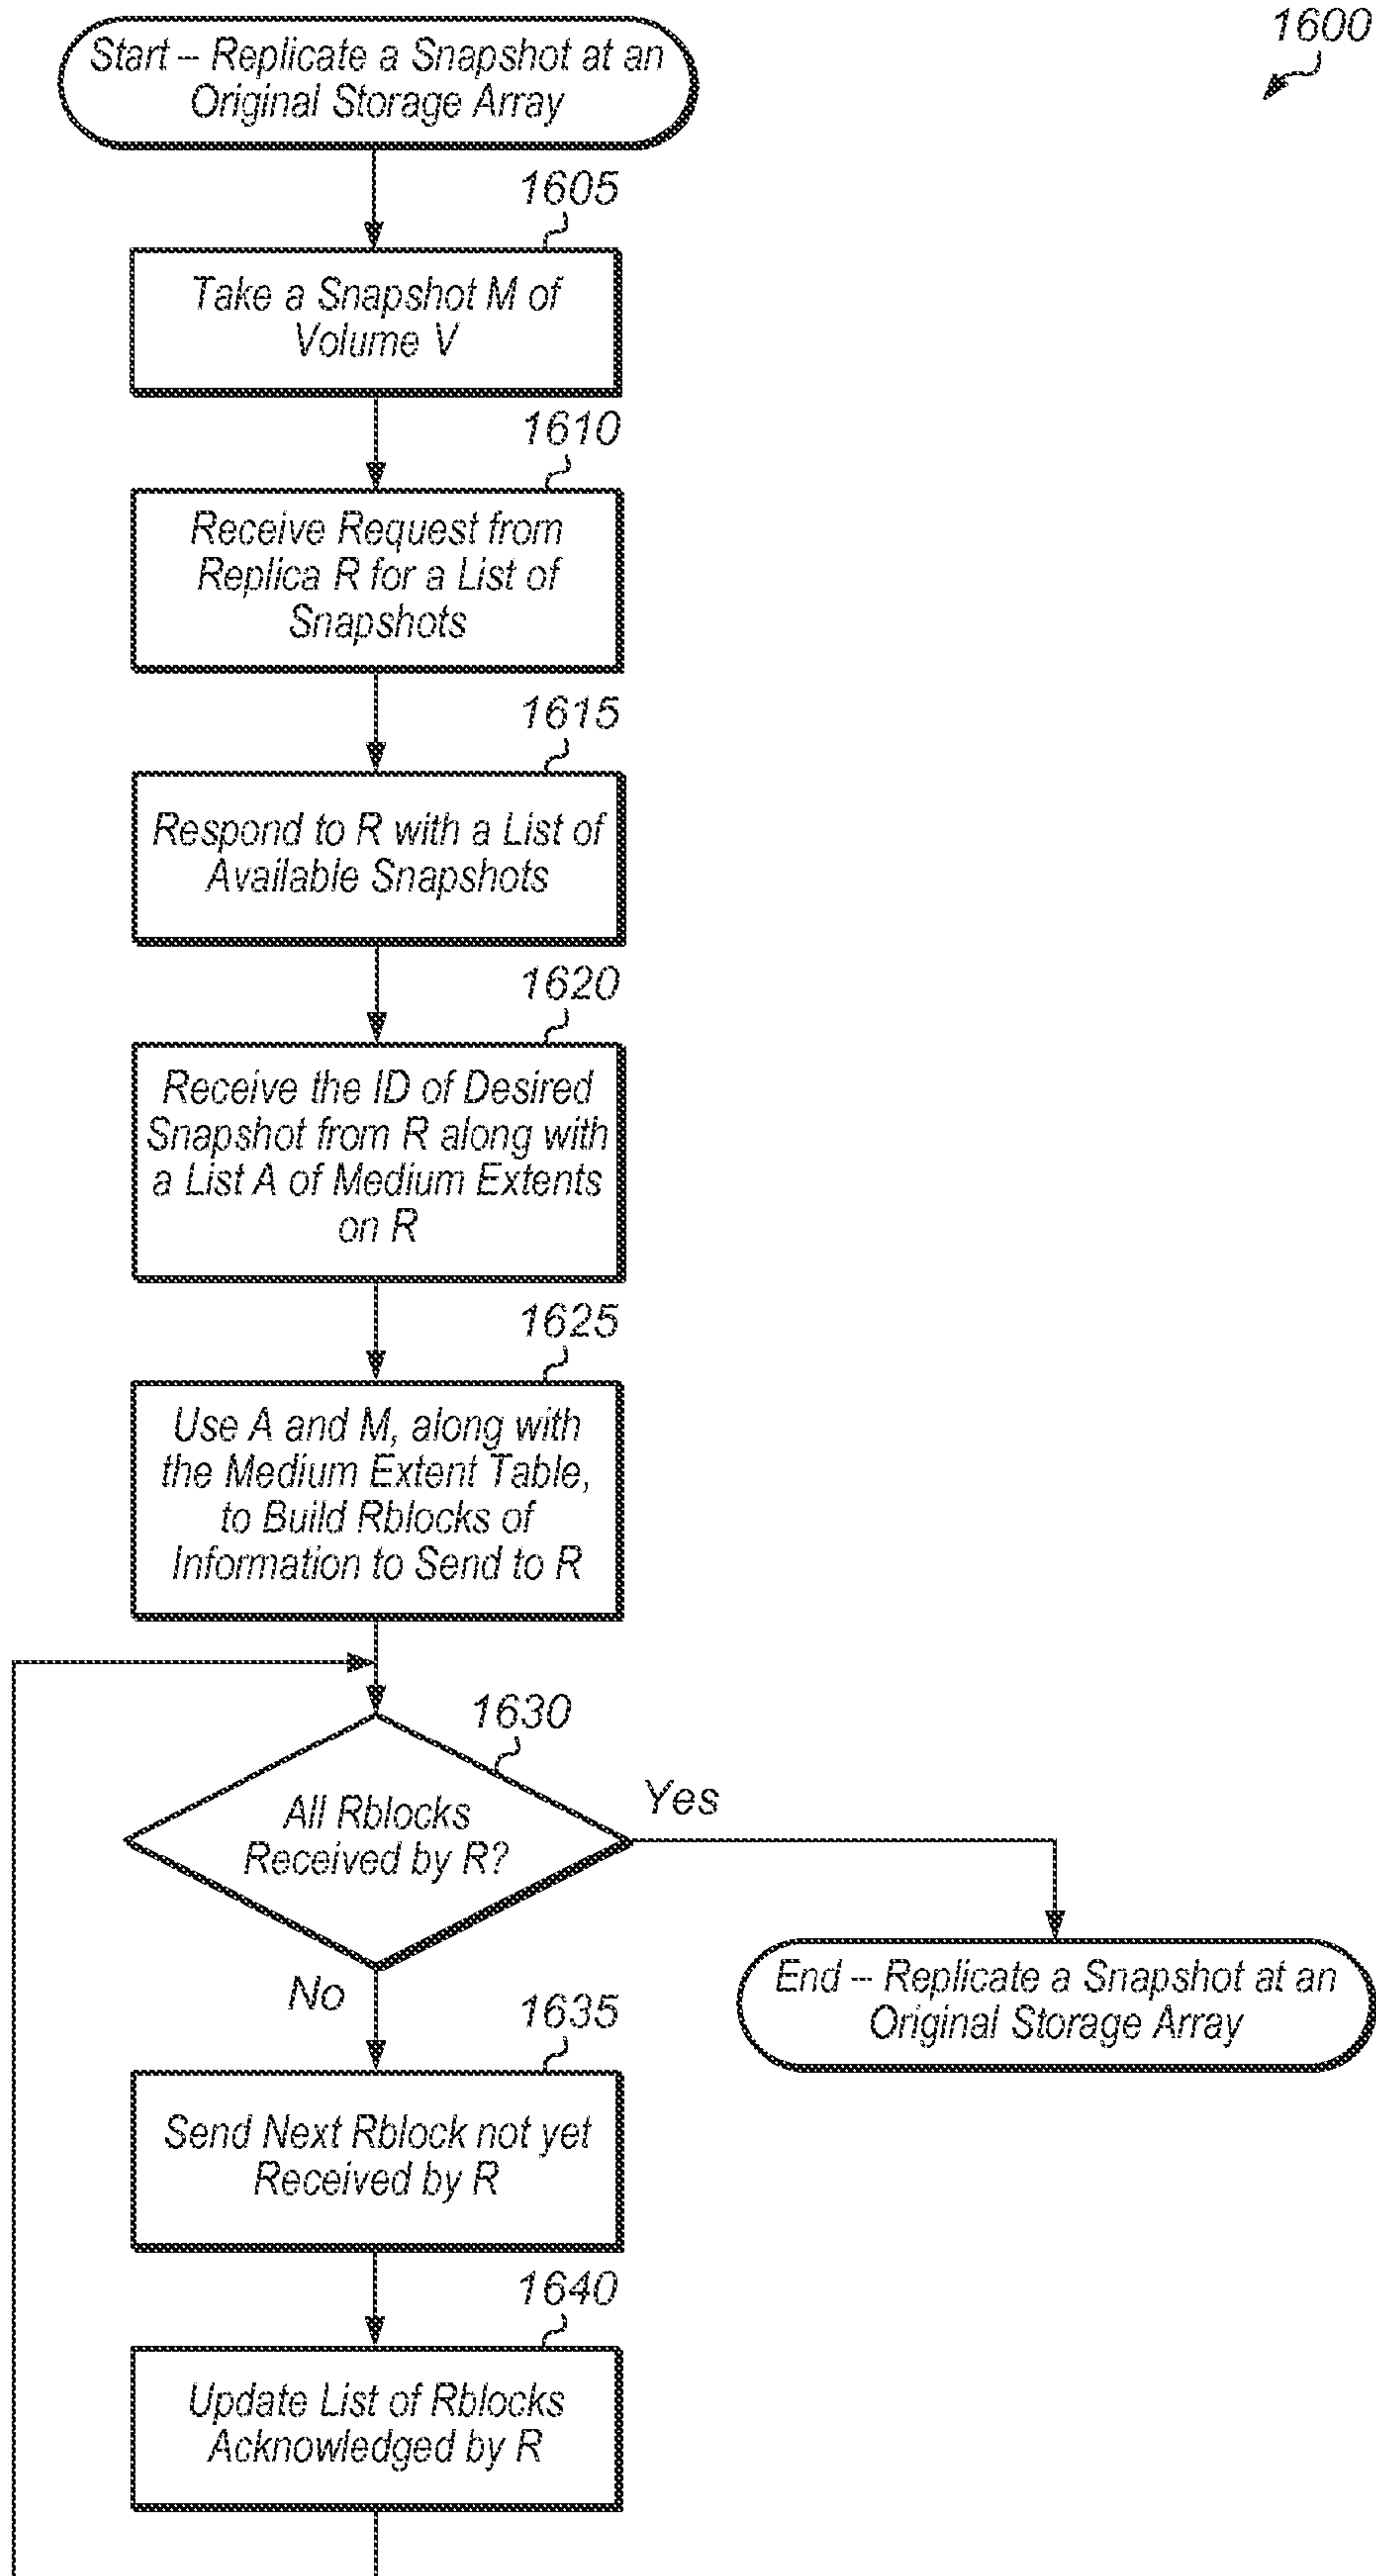 1600
Start -- Replicate a Snapshot at an
Original Storage Array
1605
Take a Snapshot M of
Volume V
1610
Receive Request from
Replica R for a List of
Snapshots
1615
Respond to R with a List of
Available Snapshots
1620
Receive the ID of Desired
Snapshot from R along with
a List A of Medium Extents
on R
1625
Use A and M, along with
the Medium Extent Table,
to Build Rblocks of
Information to Send to R
1630
All Rblocks
Received by R?
Yes
No
End -- Replicate a Snapshot at an
Original Storage Array
1635
Send Next Rblock not yet
Received by R
1640
Update List of Rblocks
Acknowledged by R